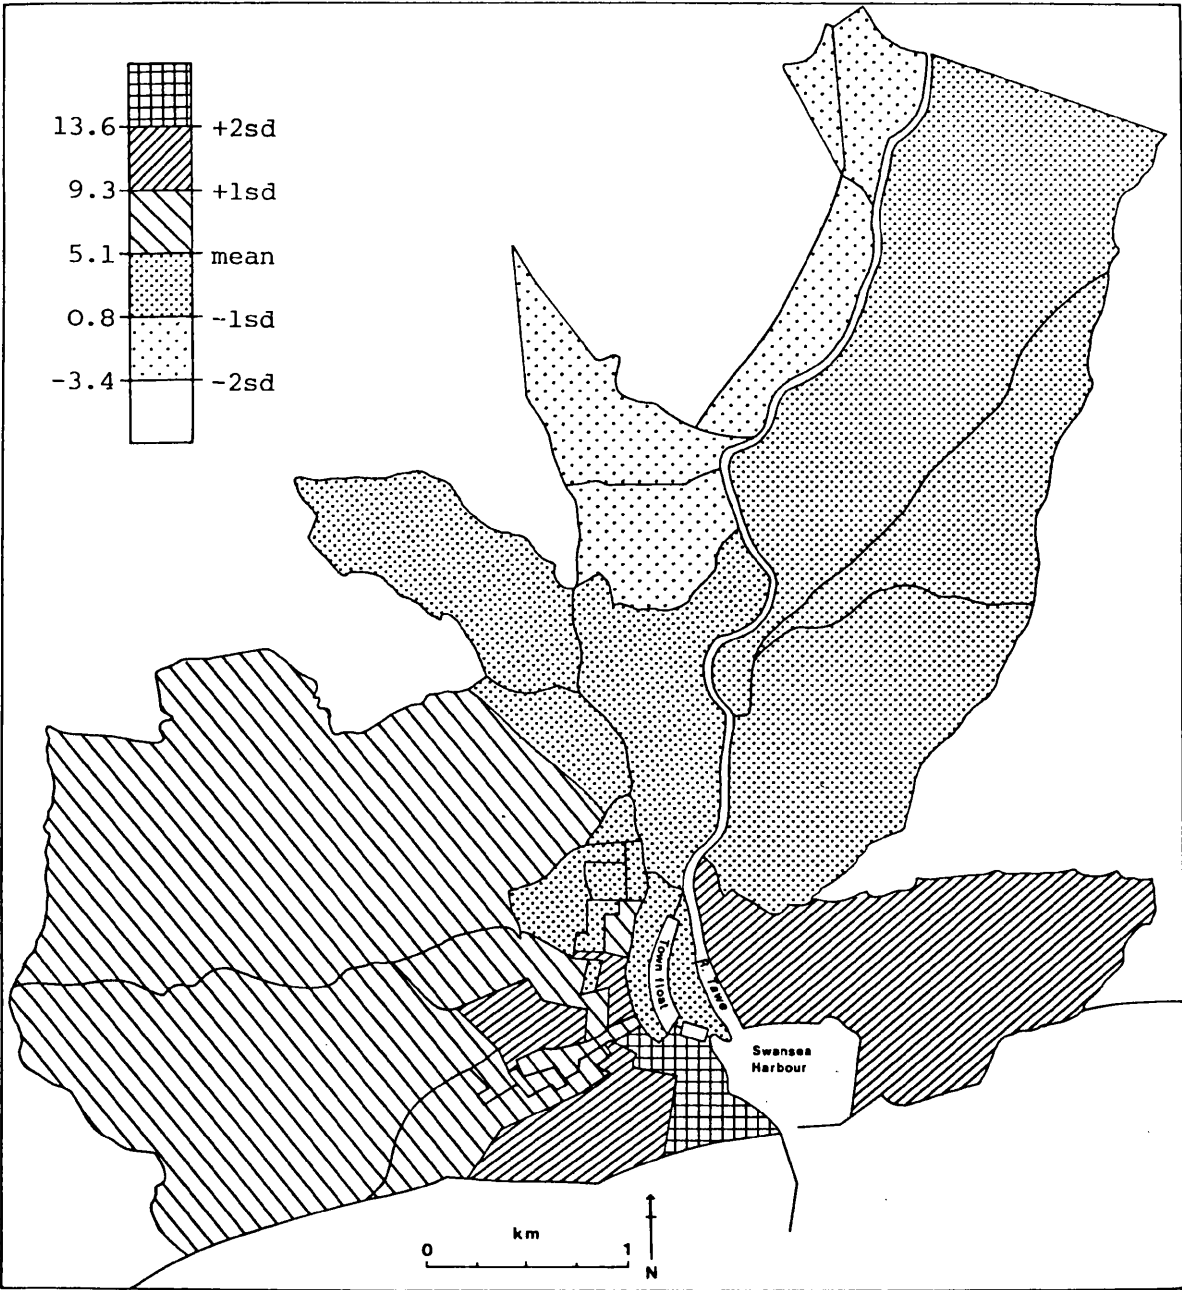 13.6 +2sd
9.3 +1sd
5.1 mean
0.8 -1sd
-3.4 -2sd
Town Float
R. Tawe
Swansea
Harbour
km
0 1
N